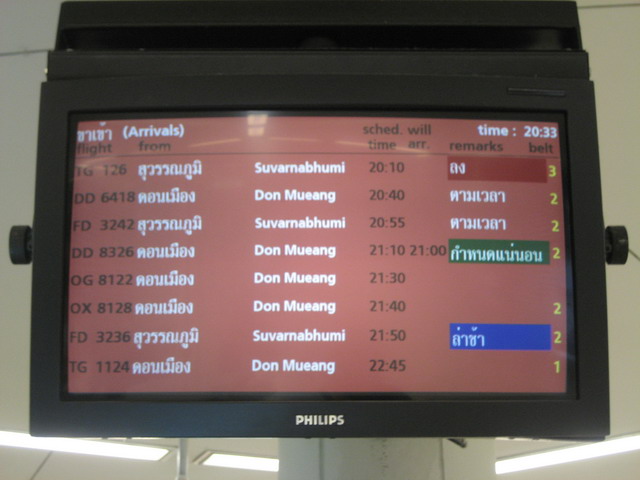 ขาเข้า (Arrivals) sched. will time : 20:33
flight from time arr. remarks belt
TG 126 สุวรรณภูมิ Suvarnabhumi 20:10 ลง 3
DD 6418 ดอนเมือง Don Mueang 20:40 ตามเวลา 2
FD 3242 สุวรรณภูมิ Suvarnabhumi 20:55 ตามเวลา 2
DD 8326 ดอนเมือง Don Mueang 21:10 21:00 กำหนดแน่นอน 2
OG 8122 ดอนเมือง Don Mueang 21:30
OX 8128 ดอนเมือง Don Mueang 21:40 2
FD 3236 สุวรรณภูมิ Suvarnabhumi 21:50 ล่าช้า 2
TG 1124 ดอนเมือง Don Mueang 22:45 1
PHILIPS